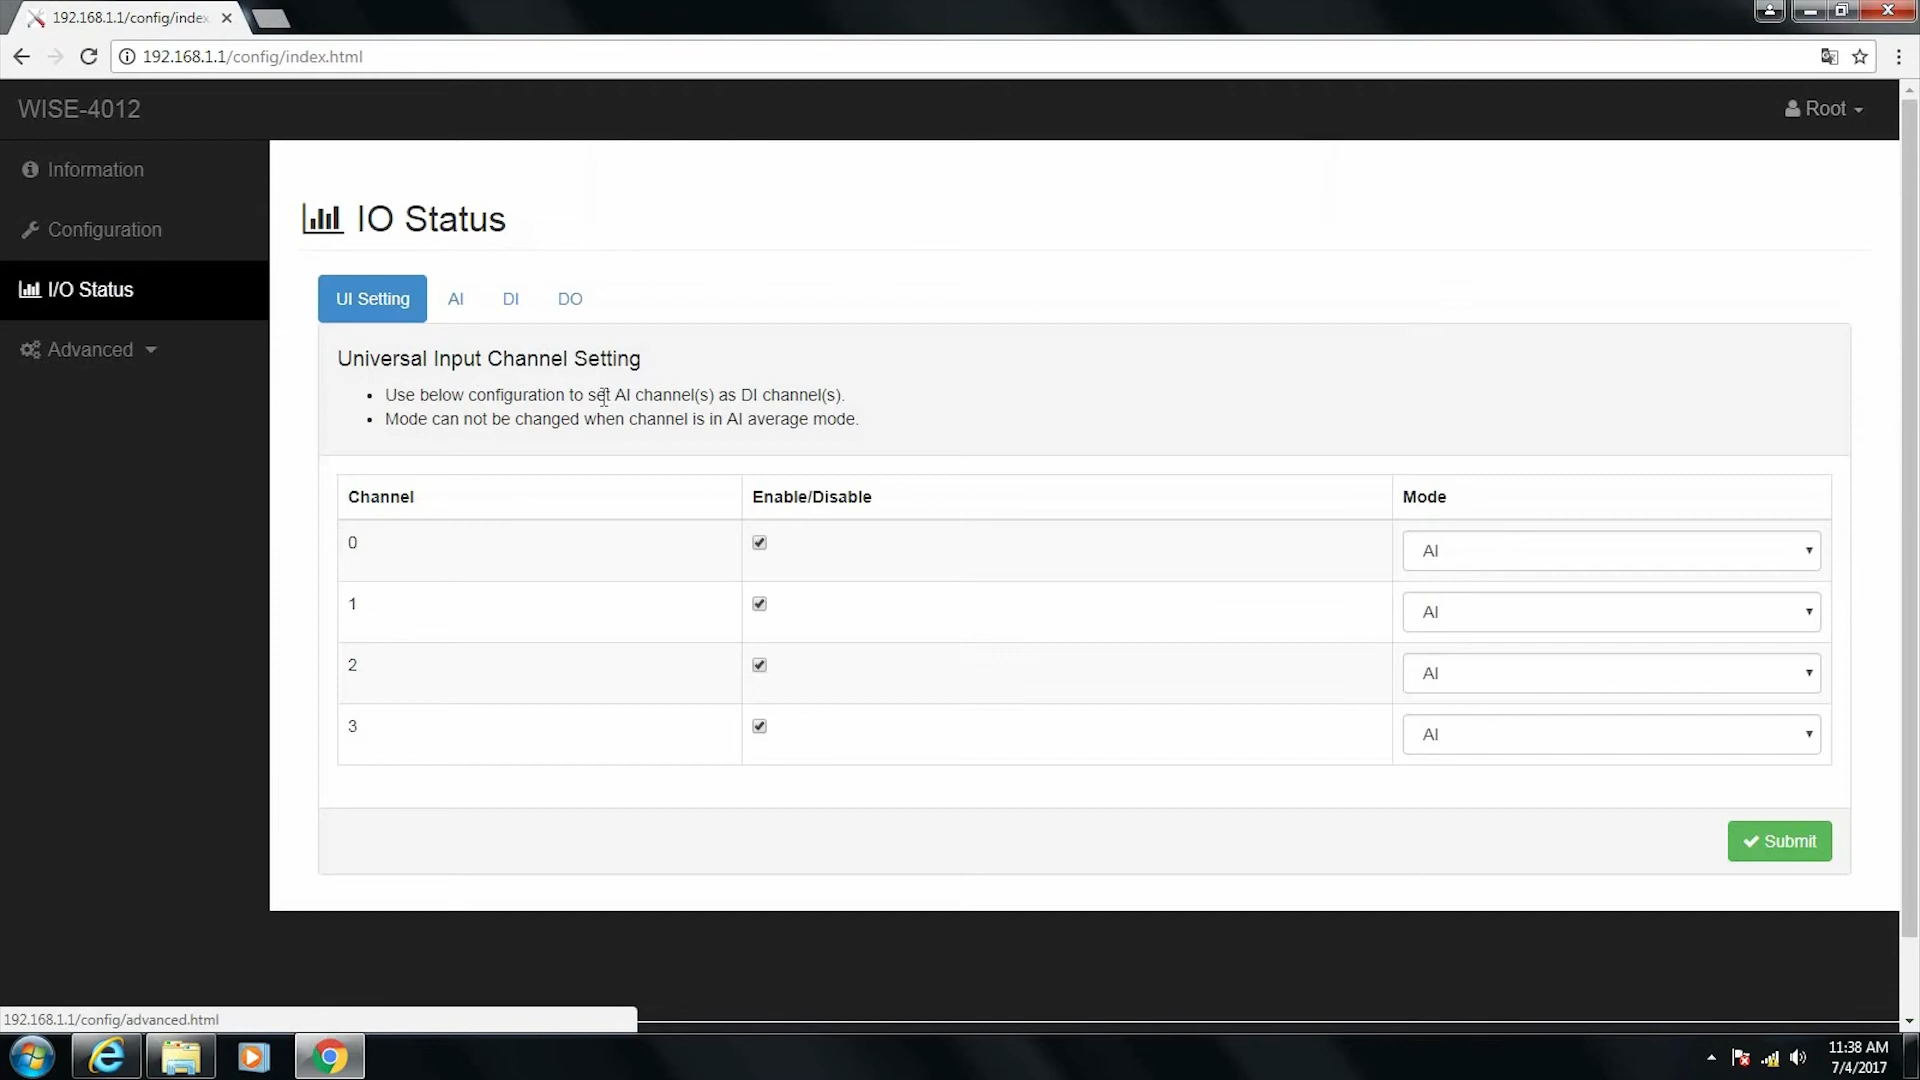 192.168.1.1/config/index
192.168.1.1/config/index.html
WISE-4012
Root
Information
Configuration
I/O Status
Advanced
IO Status
UI Setting
AI
DI
DO
Universal Input Channel Setting
Use below configuration to set AI channel(s) as DI channel(s).
Mode can not be changed when channel is in AI average mode.
Channel
Enable/Disable
Mode
0
AI
1
AI
2
AI
3
AI
Submit
192.168.1.1/config/advanced.html
11:38 AM
7/4/2017